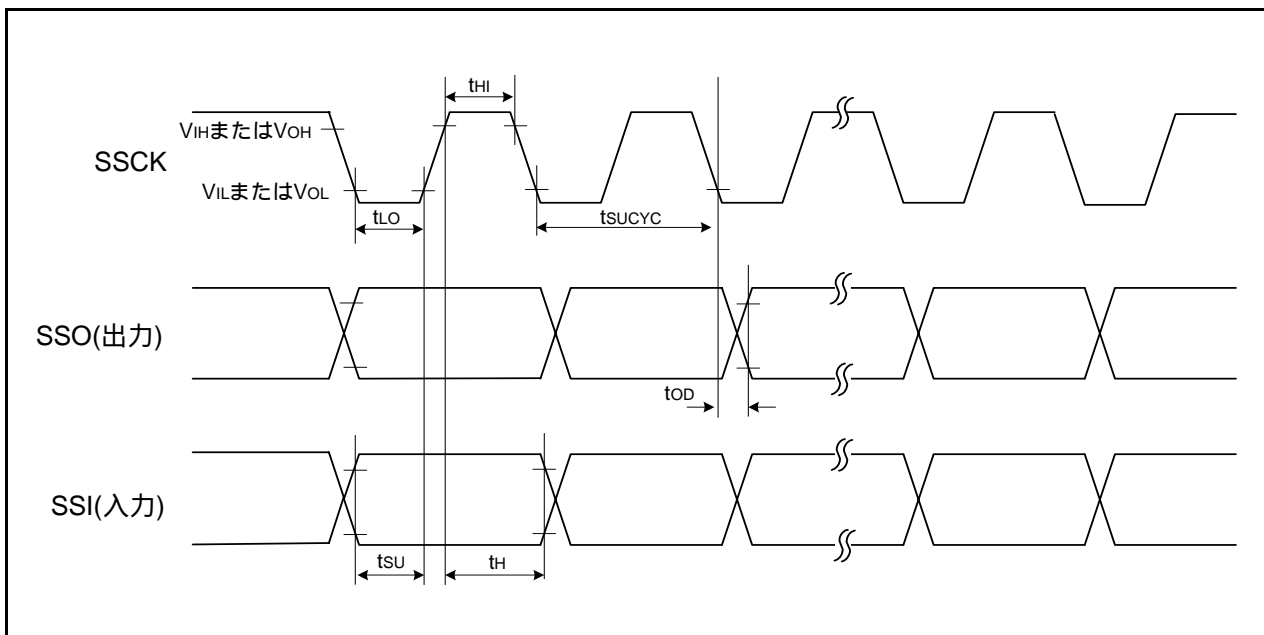 tHI
VIHまたはVOH
SSCK
VILまたはVOL
tLO
tSUCYC
SSO(出力)
tOD
SSI(入力)
tSU
tH